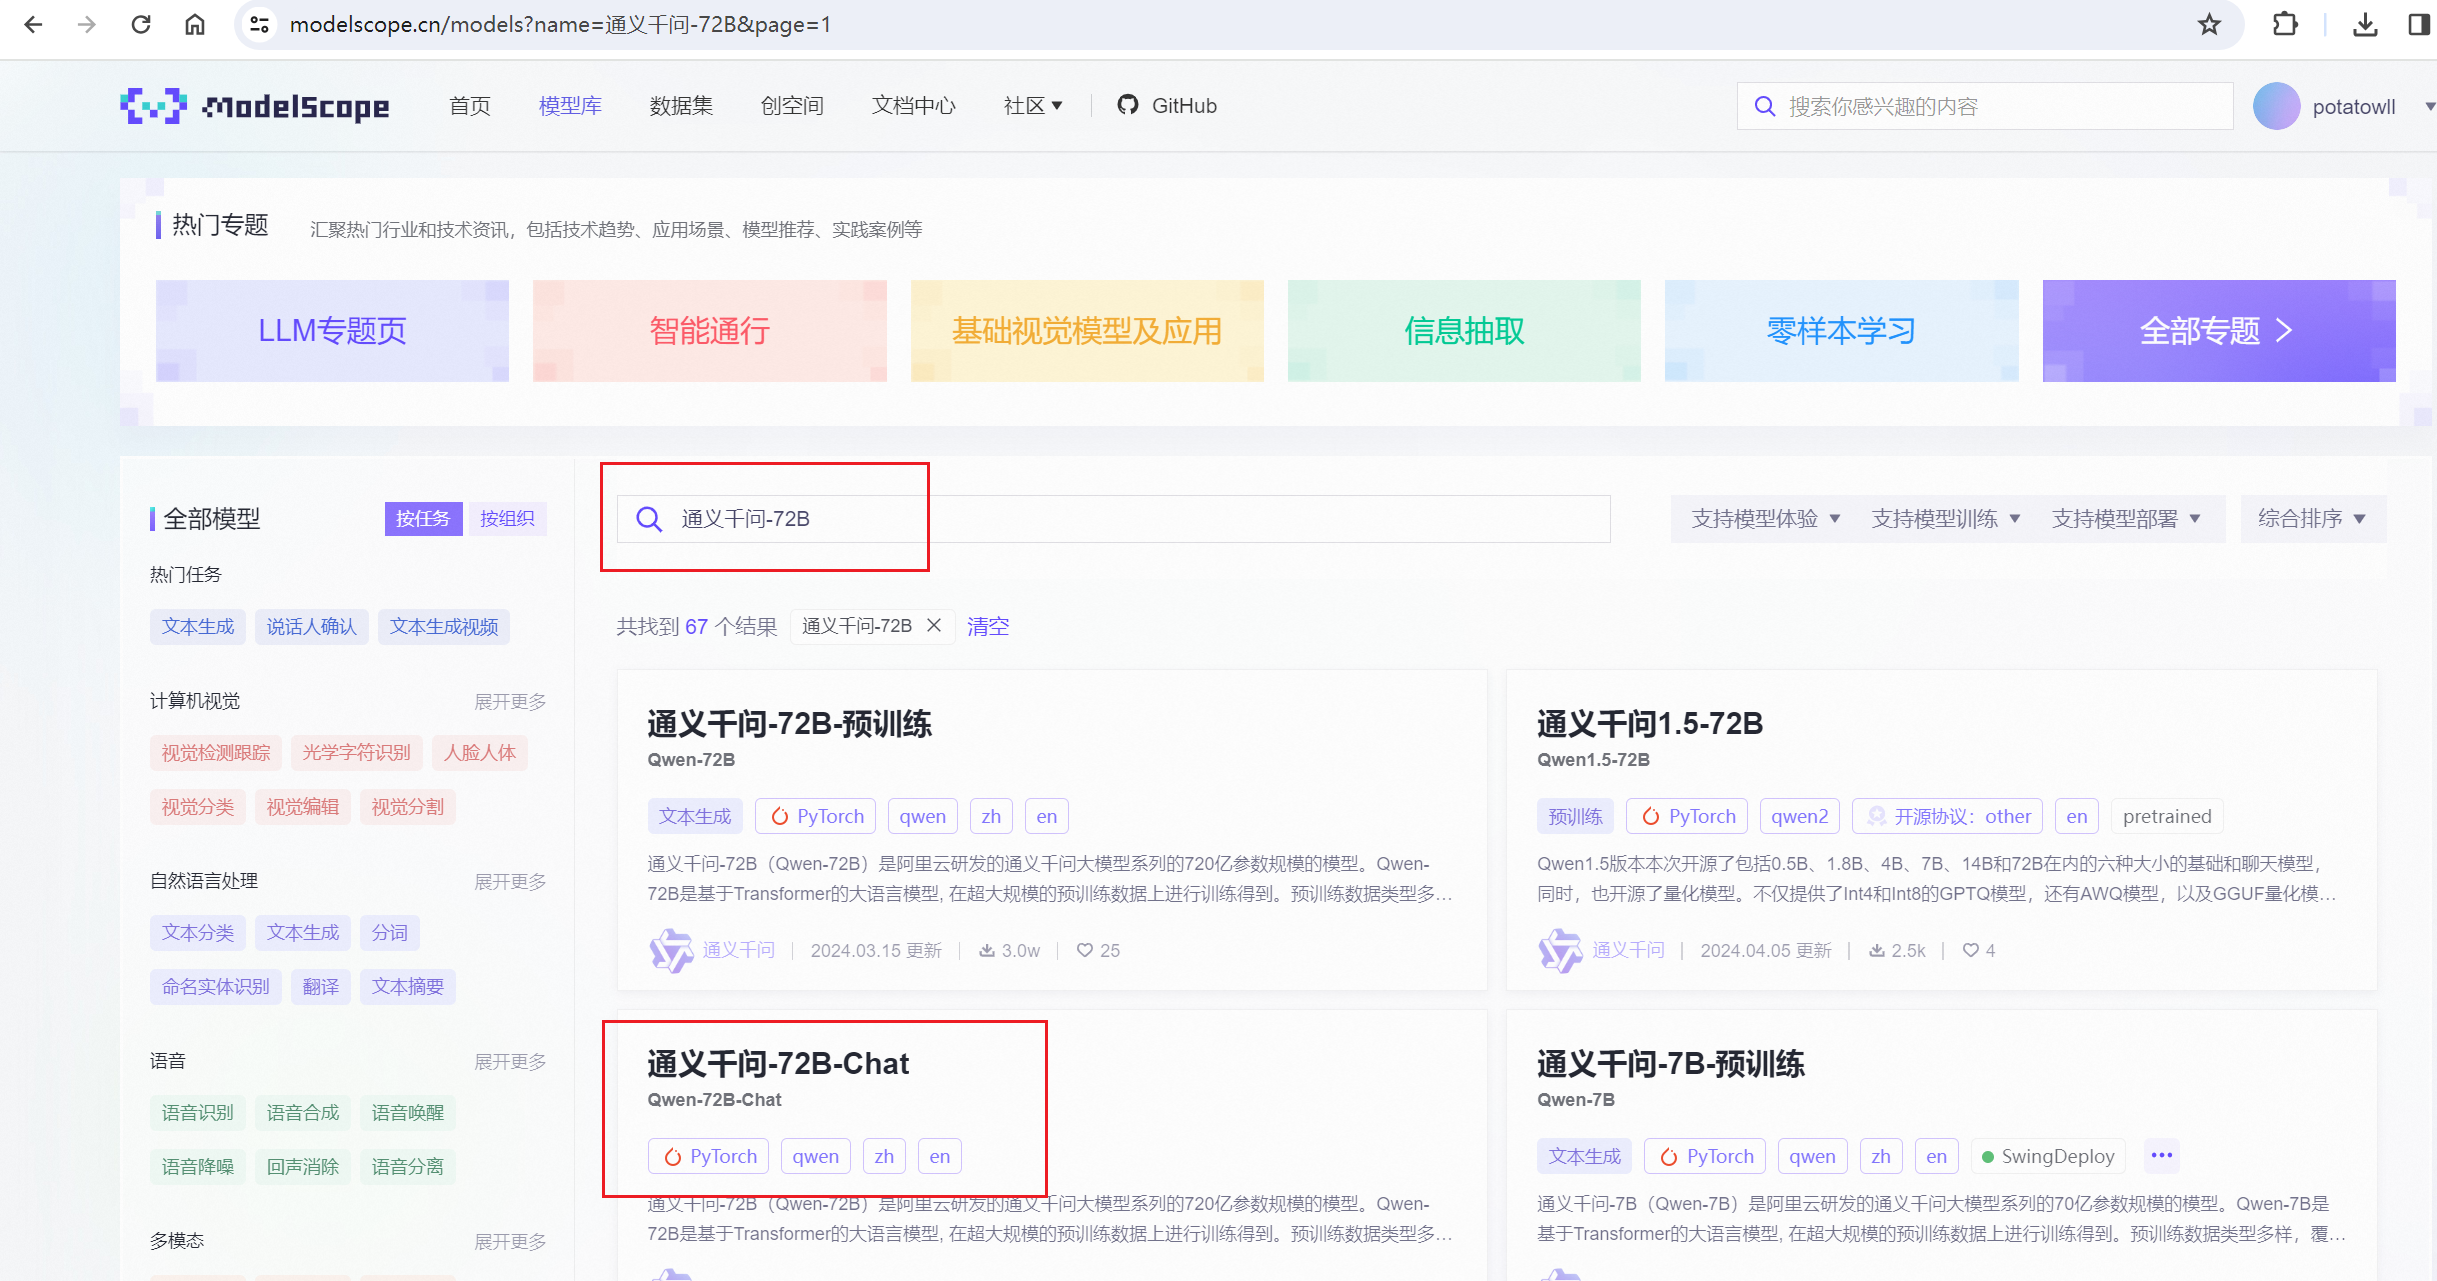 modelscope.cn/models?name=通义千问-72B&page=1
ModelScope
首页 模型库 数据集 创空间 文档中心 社区 GitHub
搜索你感兴趣的内容
potatowll
热门专题 汇聚热门行业和技术资讯，包括技术趋势、应用场景、模型推荐、实践案例等
LLM专题页 智能通行 基础视觉模型及应用 信息抽取 零样本学习 全部专题
全部模型 按任务 按组织
热门任务
文本生成 说话人确认 文本生成视频
计算机视觉 展开更多
视觉检测跟踪 光学字符识别 人脸人体
视觉分类 视觉编辑 视觉分割
自然语言处理 展开更多
文本分类 文本生成 分词
命名实体识别 翻译 文本摘要
语音 展开更多
语音识别 语音合成 语音唤醒
语音降噪 回声消除 语音分离
多模态 展开更多
通义千问-72B
支持模型体验 支持模型训练 支持模型部署 综合排序
共找到 67 个结果 通义千问-72B 清空
通义千问-72B-预训练
Qwen-72B
文本生成 PyTorch qwen zh en
通义千问-72B（Qwen-72B）是阿里云研发的通义千问大模型系列的720亿参数规模的模型。Qwen-
72B是基于Transformer的大语言模型, 在超大规模的预训练数据上进行训练得到。预训练数据类型多…
通义千问 2024.03.15 更新 3.0w 25
通义千问1.5-72B
Qwen1.5-72B
预训练 PyTorch qwen2 开源协议：other en pretrained
Qwen1.5版本本次开源了包括0.5B、1.8B、4B、7B、14B和72B在内的六种大小的基础和聊天模型，
同时，也开源了量化模型。不仅提供了Int4和Int8的GPTQ模型，还有AWQ模型，以及GGUF量化模…
通义千问 2024.04.05 更新 2.5k 4
通义千问-72B-Chat
Qwen-72B-Chat
PyTorch qwen zh en
通义千问-72B（Qwen-72B）是阿里云研发的通义千问大模型系列的720亿参数规模的模型。Qwen-
72B是基于Transformer的大语言模型, 在超大规模的预训练数据上进行训练得到。预训练数据类型多…
通义千问-7B-预训练
Qwen-7B
文本生成 PyTorch qwen zh en SwingDeploy •••
通义千问-7B（Qwen-7B）是阿里云研发的通义千问大模型系列的70亿参数规模的模型。Qwen-7B是
基于Transformer的大语言模型, 在超大规模的预训练数据上进行训练得到。预训练数据类型多样，覆…